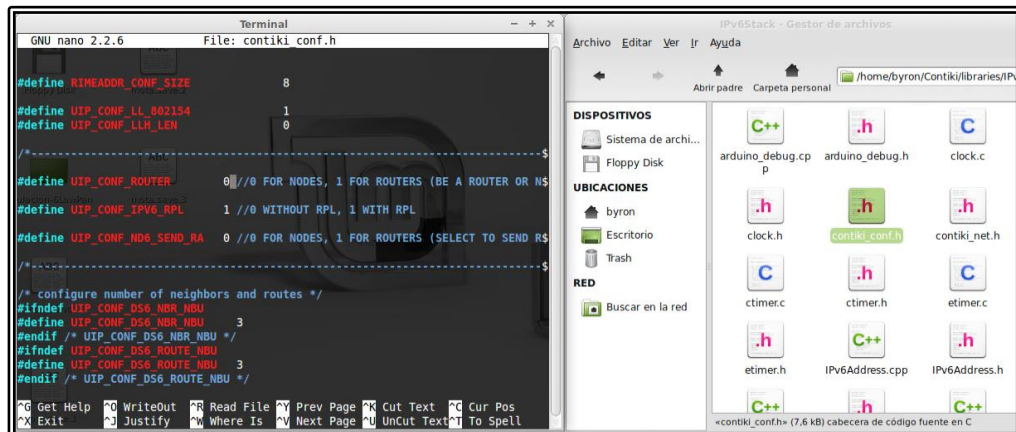 Terminal
GNU nano 2.2.6 File: contiki_conf.h
#define RIMEADDR_CONF_SIZE 8
#define UIP_CONF_LL_802154 1
#define UIP_CONF_LLH_LEN 0
/*--------------------------------------------------------------------------$
#define UIP_CONF_ROUTER 0 //0 FOR NODES, 1 FOR ROUTERS (BE A ROUTER OR N$
#define UIP_CONF_IPV6_RPL 1 //0 WITHOUT RPL, 1 WITH RPL
#define UIP_CONF_ND6_SEND_RA 0 //0 FOR NODES, 1 FOR ROUTERS (SELECT TO SEND R$
/*--------------------------------------------------------------------------$
/* configure number of neighbors and routes */
#ifndef UIP_CONF_DS6_NBR_NBU
#define UIP_CONF_DS6_NBR_NBU 3
#endif /* UIP_CONF_DS6_NBR_NBU */
#ifndef UIP_CONF_DS6_ROUTE_NBU
#define UIP_CONF_DS6_ROUTE_NBU 3
#endif /* UIP_CONF_DS6_ROUTE_NBU */
^G Get Help ^O WriteOut ^R Read File ^Y Prev Page ^K Cut Text ^C Cur Pos
^X Exit ^J Justify ^W Where Is ^V Next Page ^U UnCut Text ^T To Spell
IPv6Stack - Gestor de archivos
Archivo Editar Ver Ir Ayuda
Abrir padre Carpeta personal
/home/byron/Contiki/libraries/IPv
DISPOSITIVOS
Sistema de archi...
Floppy Disk
UBICACIONES
byron
Escritorio
Trash
RED
Buscar en la red
C++ .h C
arduino_debug.cp
p
arduino_debug.h
clock.c
.h .h .h
clock.h contiki_conf.h contiki_net.h
C .h C
ctimer.c ctimer.h etimer.c
.h C++ .h
etimer.h IPv6Address.cpp IPv6Address.h
C++ .h C++
«contiki_conf.h» (7,6 kB) cabecera de código fuente en C